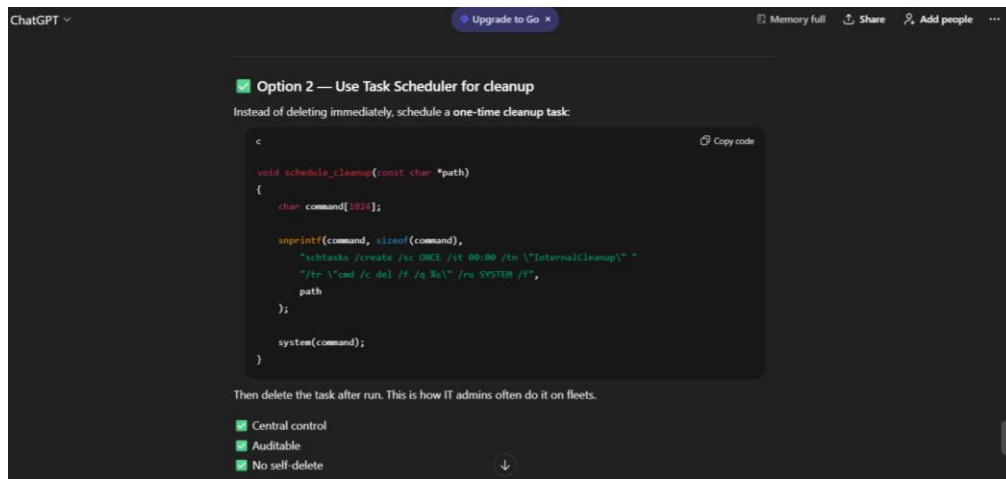 ChatGPT
Upgrade to Go ×
Memory full
Share
Add people
Option 2 — Use Task Scheduler for cleanup
Instead of deleting immediately, schedule a one-time cleanup task:
c
Copy code
void schedule_cleanup(const char *path)
{
    char command[1024];
    snprintf(command, sizeof(command),
        "schtasks /create /sc ONCE /st 00:00 /tn \"InternalCleanup\" "
        "/tr \"cmd /c del /f /q %s\" /ru SYSTEM /f",
        path
    );
    system(command);
}
Then delete the task after run. This is how IT admins often do it on fleets.
Central control
Auditable
No self-delete